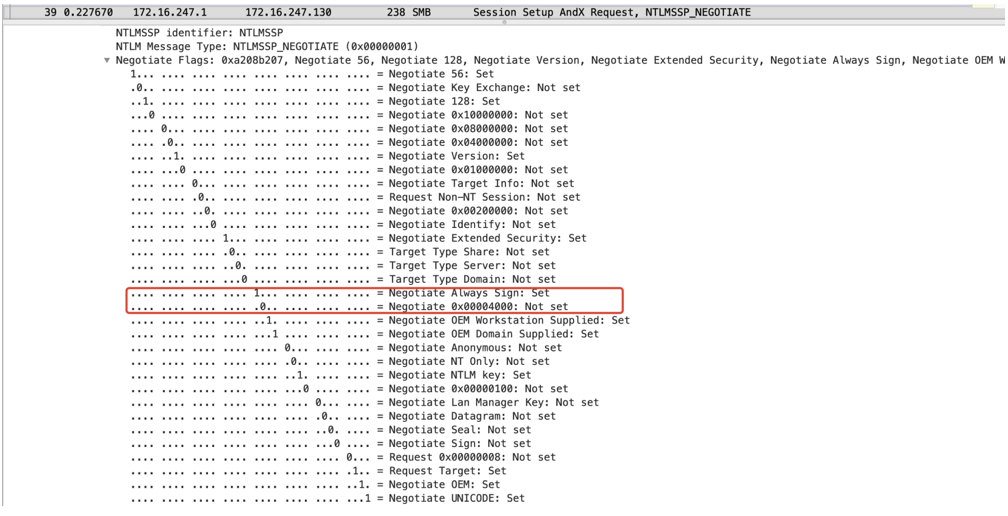 39 0.227670 172.16.247.1 172.16.247.130 238 SMB Session Setup AndX Request, NTLMSSP_NEGOTIATE
NTLMSSP identifier: NTLMSSP
NTLM Message Type: NTLMSSP_NEGOTIATE (0x00000001)
Negotiate Flags: 0xa208b207, Negotiate 56, Negotiate 128, Negotiate Version, Negotiate Extended Security, Negotiate Always Sign, Negotiate OEM W
1... .... .... .... .... .... .... .... = Negotiate 56: Set
.0.. .... .... .... .... .... .... .... = Negotiate Key Exchange: Not set
..1. .... .... .... .... .... .... .... = Negotiate 128: Set
...0 .... .... .... .... .... .... .... = Negotiate 0x10000000: Not set
.... 0... .... .... .... .... .... .... = Negotiate 0x08000000: Not set
.... .0.. .... .... .... .... .... .... = Negotiate 0x04000000: Not set
.... ..1. .... .... .... .... .... .... = Negotiate Version: Set
.... ...0 .... .... .... .... .... .... = Negotiate 0x01000000: Not set
.... .... 0... .... .... .... .... .... = Negotiate Target Info: Not set
.... .... .0.. .... .... .... .... .... = Request Non-NT Session: Not set
.... .... ..0. .... .... .... .... .... = Negotiate 0x00200000: Not set
.... .... ...0 .... .... .... .... .... = Negotiate Identify: Not set
.... .... .... 1... .... .... .... .... = Negotiate Extended Security: Set
.... .... .... .0.. .... .... .... .... = Target Type Share: Not set
.... .... .... ..0. .... .... .... .... = Target Type Server: Not set
.... .... .... ...0 .... .... .... .... = Target Type Domain: Not set
.... .... .... .... 1... .... .... .... = Negotiate Always Sign: Set
.... .... .... .... .0.. .... .... .... = Negotiate 0x00004000: Not set
.... .... .... .... ..1. .... .... .... = Negotiate OEM Workstation Supplied: Set
.... .... .... .... ...1 .... .... .... = Negotiate OEM Domain Supplied: Set
.... .... .... .... .... 0... .... .... = Negotiate Anonymous: Not set
.... .... .... .... .... .0.. .... .... = Negotiate NT Only: Not set
.... .... .... .... .... ..1. .... .... = Negotiate NTLM key: Set
.... .... .... .... .... ...0 .... .... = Negotiate 0x00000100: Not set
.... .... .... .... .... .... 0... .... = Negotiate Lan Manager Key: Not set
.... .... .... .... .... .... .0.. .... = Negotiate Datagram: Not set
.... .... .... .... .... .... ..0. .... = Negotiate Seal: Not set
.... .... .... .... .... .... ...0 .... = Negotiate Sign: Not set
.... .... .... .... .... .... .... 0... = Request 0x00000008: Not set
.... .... .... .... .... .... .... .1.. = Request Target: Set
.... .... .... .... .... .... .... ..1. = Negotiate OEM: Set
.... .... .... .... .... .... .... ...1 = Negotiate UNICODE: Set